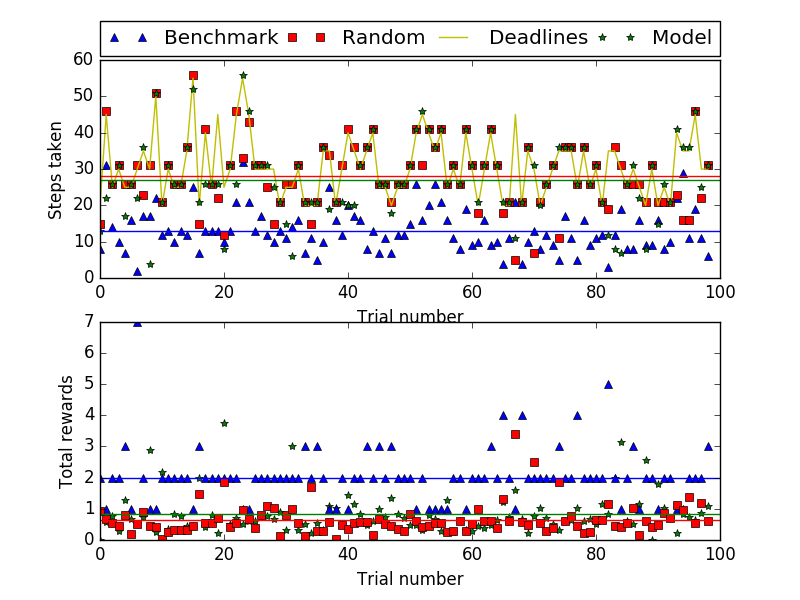 Benchmark Random Deadlines Model
60
50
40
30
20
10
0
Steps taken
0 20 40 60 80 100
Trial number
7
6
5
4
3
2
1
0
Total rewards
0 20 40 60 80 100
Trial number